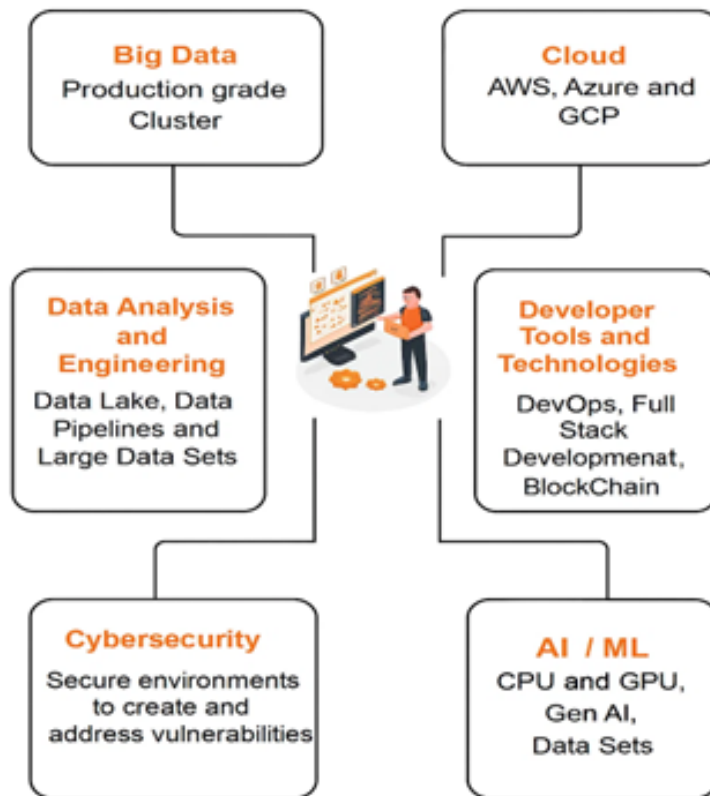 Big Data
Production grade
Cluster
Cloud
AWS, Azure and
GCP
Data Analysis
and
Engineering
Data Lake, Data
Pipelines and
Large Data Sets
Developer
Tools and
Technologies
DevOps, Full
Stack
Developmenat,
BlockChain
Cybersecurity
Secure environments
to create and
address vulnerabilities
AI / ML
CPU and GPU,
Gen AI,
Data Sets